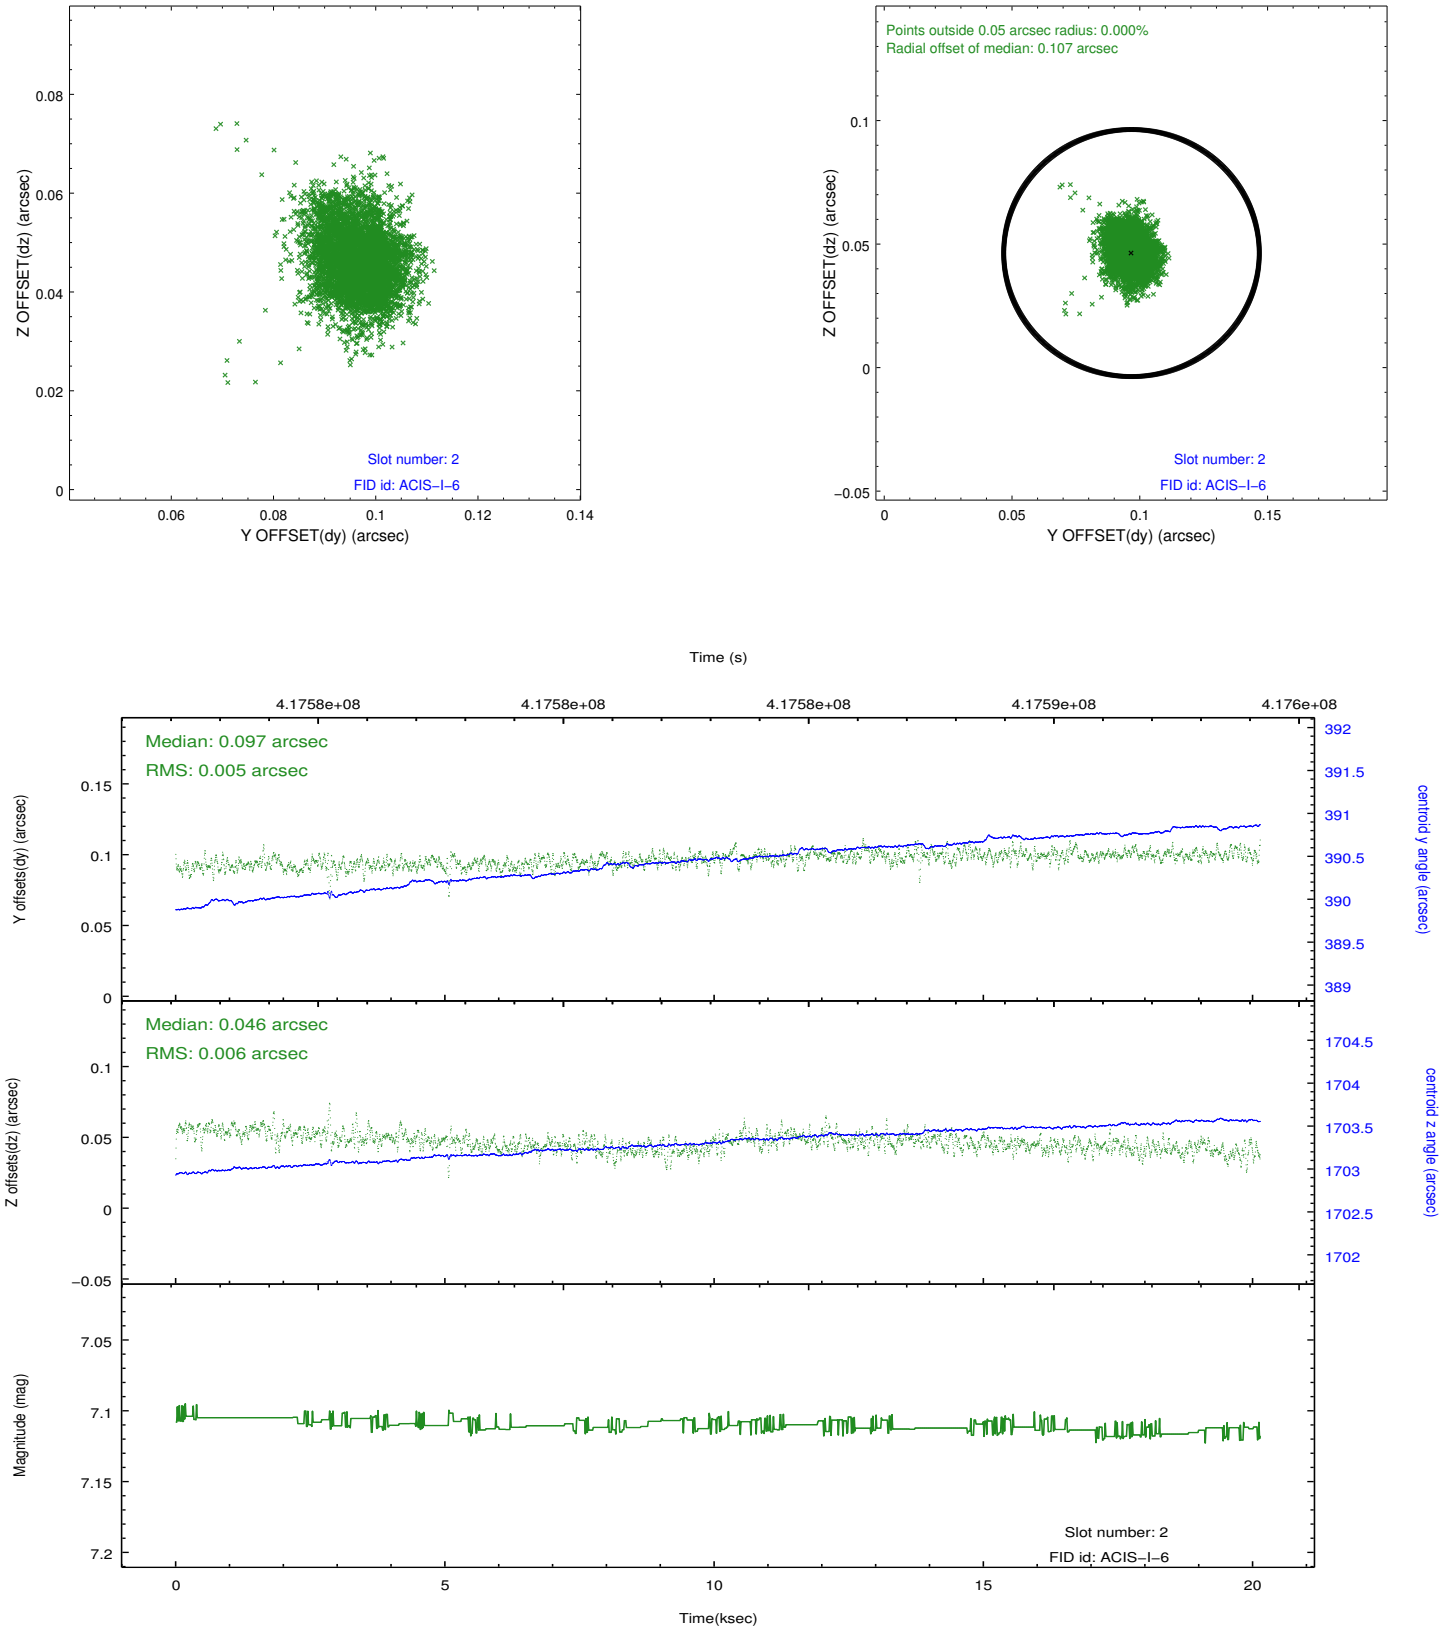 0.08
0.06
0.04
0.02
0
Z OFFSET(dz) (arcsec)
Slot number: 2
FID id: ACIS−I−6
0.06 0.08 0.1 0.12 0.14
Y OFFSET(dy) (arcsec)
Points outside 0.05 arcsec radius: 0.000%
Radial offset of median: 0.107 arcsec
0.1
0.05
0
−0.05
Z OFFSET(dz) (arcsec)
Slot number: 2
FID id: ACIS−I−6
0 0.05 0.1 0.15
Y OFFSET(dy) (arcsec)
Time (s)
4.1758e+08 4.1758e+08 4.1758e+08 4.1759e+08 4.176e+08
Median: 0.097 arcsec
RMS: 0.005 arcsec
0.15
0.1
0.05
0
Y offsets(dy) (arcsec)
392
391.5
391
390.5
390
389.5
389
centroid y angle (arcsec)
Median: 0.046 arcsec
RMS: 0.006 arcsec
0.1
0.05
0
−0.05
Z offsets(dz) (arcsec)
1704.5
1704
1703.5
1703
1702.5
1702
centroid z angle (arcsec)
7.05
7.1
7.15
7.2
Magnitude (mag)
Slot number: 2
FID id: ACIS−I−6
0 5 10 15 20
Time(ksec)